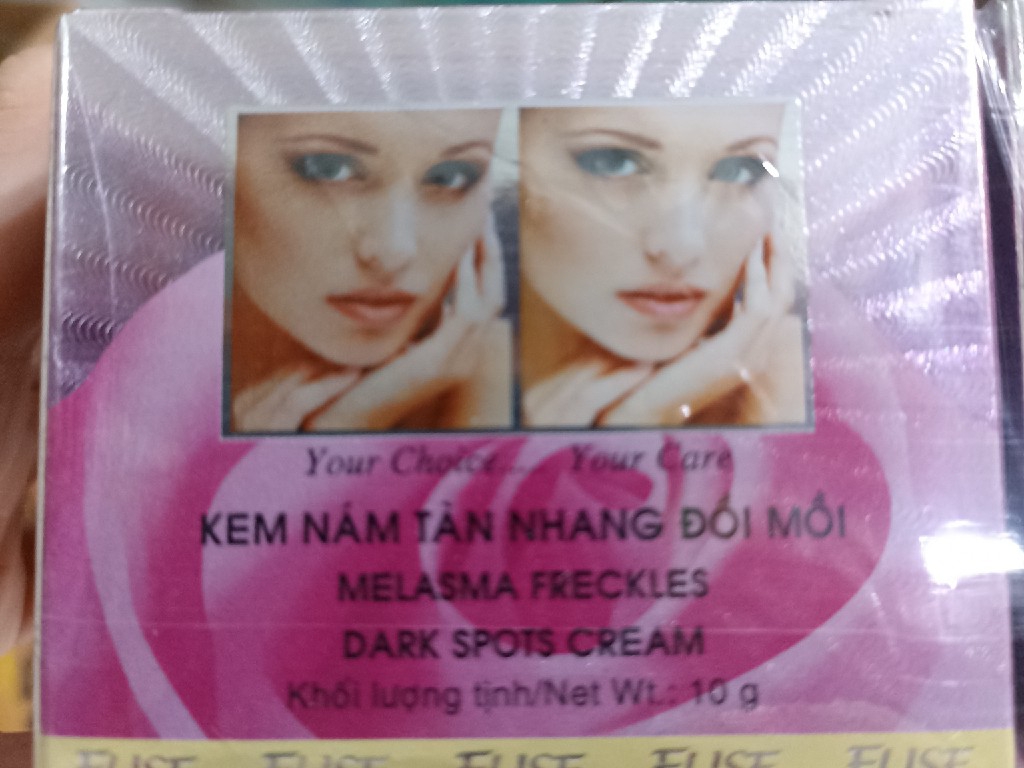 Your Choice..... Your Care
KEM NÁM TÀN NHANG ĐỒI MỒI
MELASMA FRECKLES
DARK SPOTS CREAM
Khối lượng tịnh/Net Wt.: 10 g